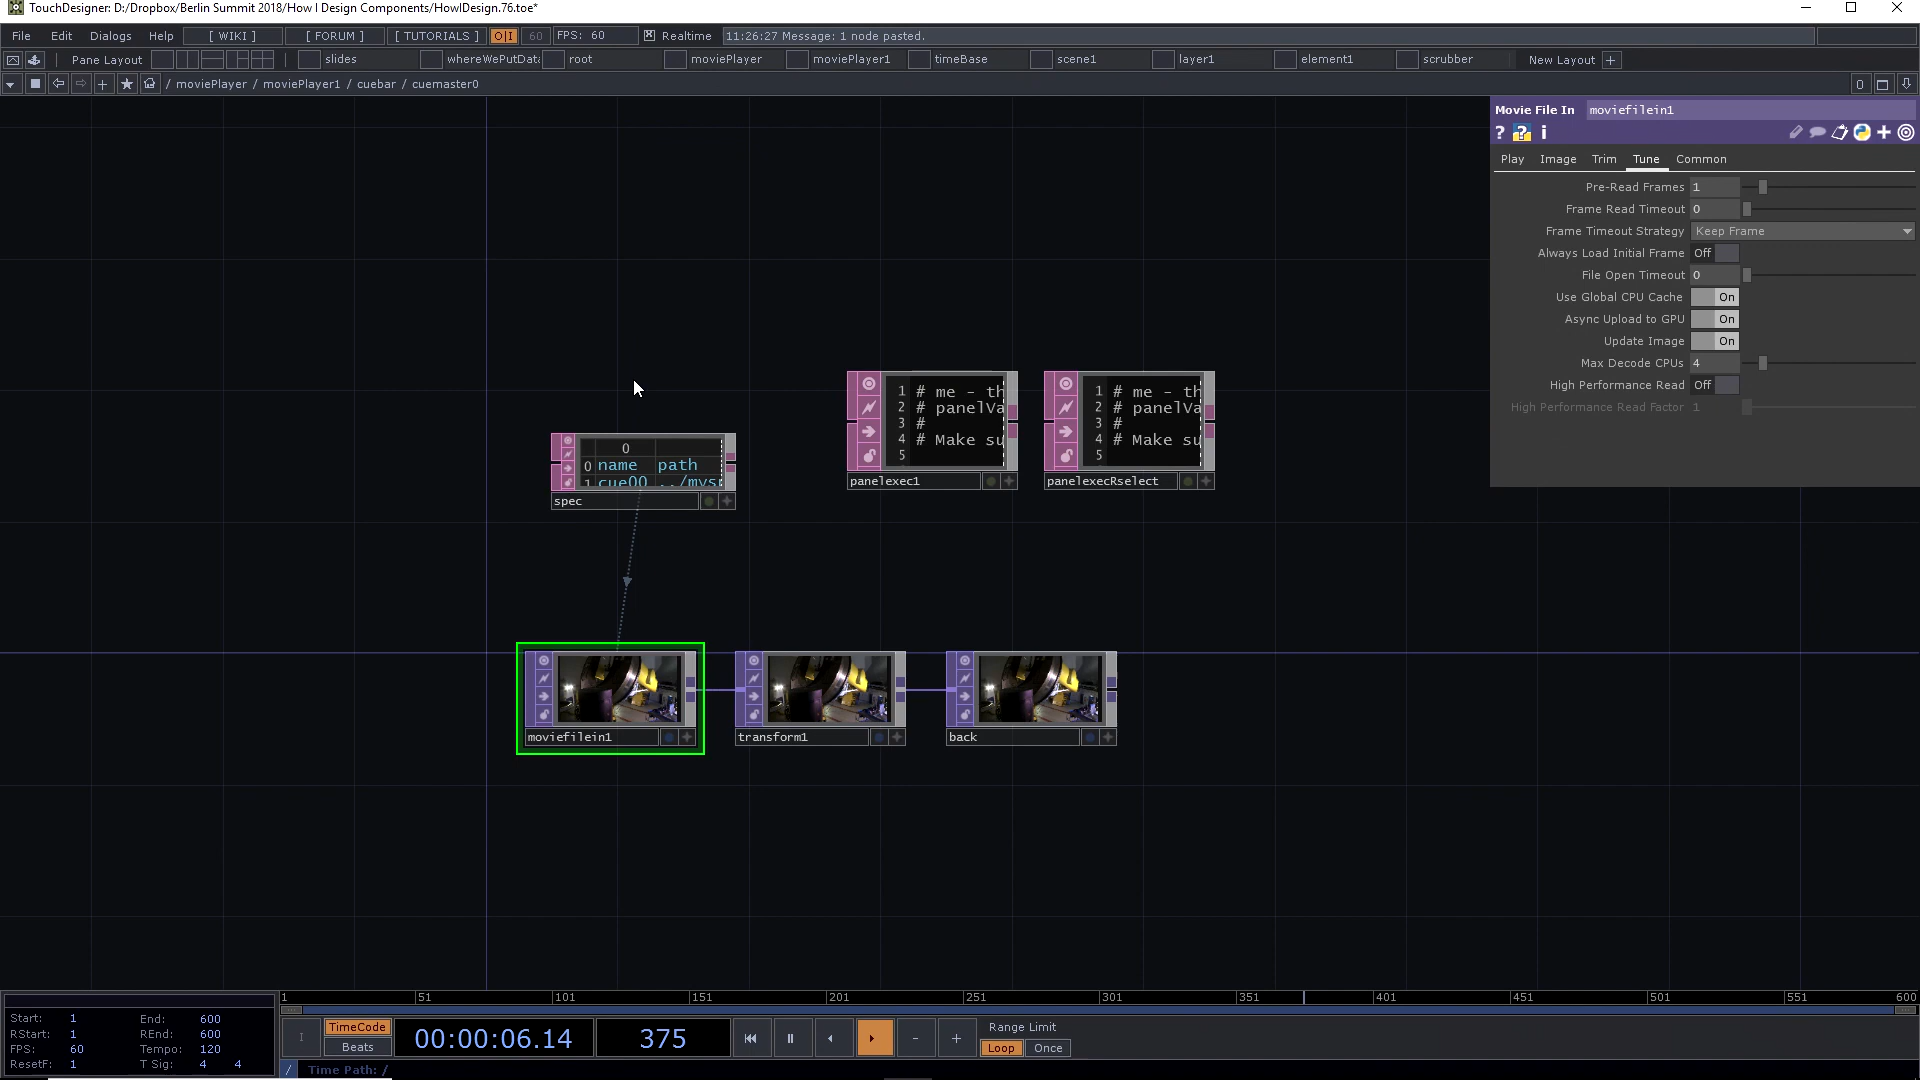 TouchDesigner: D:/Dropbox/Berlin Summit 2018/How I Design Components/HowIDesign.76.toe*
File Edit Dialogs Help [ WIKI ] [ FORUM ] [ TUTORIALS ] O|I 60 FPS: 60 Realtime 11:26:27 Message: 1 node pasted.
Pane Layout slides whereWePutData root moviePlayer moviePlayer1 timeBase scene1 layer1 element1 scrubber New Layout +
/ moviePlayer / moviePlayer1 / cuebar / cuemaster0 0
Movie File In moviefilein1
? ? i
Play Image Trim Tune Common
Pre-Read Frames 1
Frame Read Timeout 0
Frame Timeout Strategy Keep Frame
Always Load Initial Frame Off
File Open Timeout 0
Use Global CPU Cache On
Async Upload to GPU On
Update Image On
Max Decode CPUs 4
High Performance Read Off
High Performance Read Factor 1
0
0 name path
1 cue00 ../mys
spec
1 # me - th
2 # panelVa
3 #
4 # Make su
5
panelexec1
1 # me - th
2 # panelVa
3 #
4 # Make su
5
panelexecRselect
moviefilein1
transform1
back
1 51 101 151 201 251 301 351 401 451 501 551 600
Start: 1 End: 600
RStart: 1 REnd: 600
FPS: 60 Tempo: 120
ResetF: 1 T Sig: 4 4
I TimeCode Beats 00:00:06.14 375 - +
Range Limit
Loop Once
/ Time Path: /